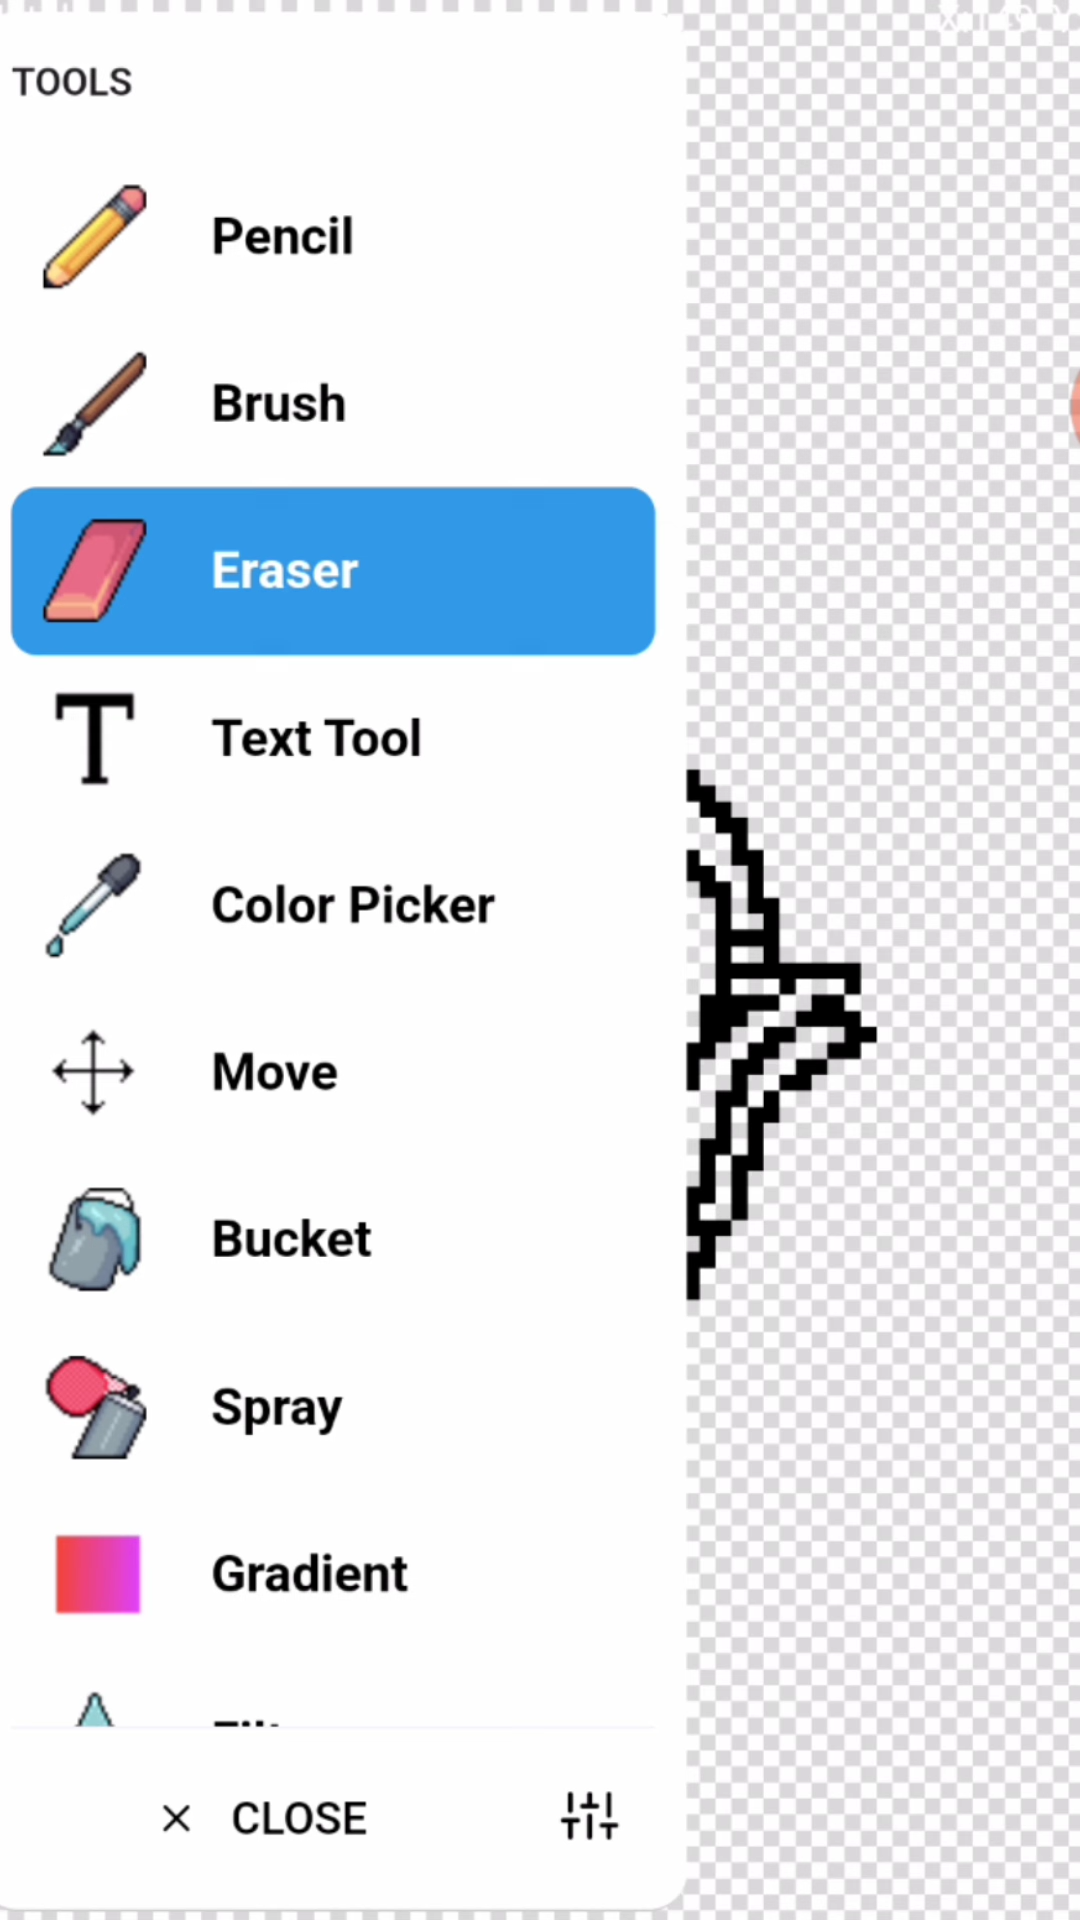 TOOLS
Pencil
Brush
Eraser
Text Tool
Color Picker
Move
Bucket
Spray
Gradient
CLOSE